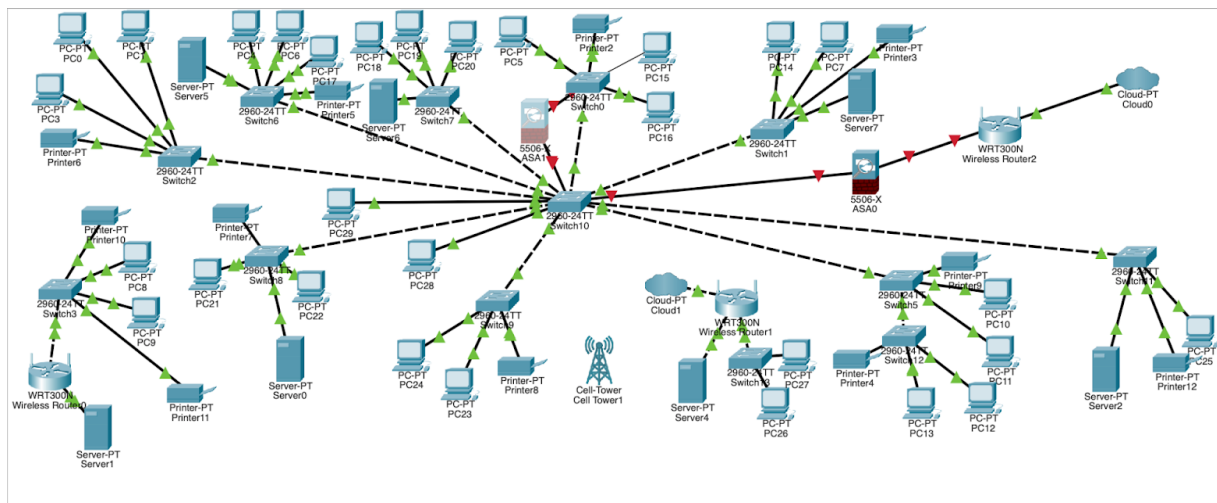 PC-PT
PC0
PC-PT
PC1
PC-PT
PC3
Printer-PT
Printer6
2960-24TT
Switch2
Server-PT
Server5
PC-PT
PC4
PC-PT
PC6
PC-PT
PC17
Printer-PT
Printer5
2960-24TT
Switch6
PC-PT
PC18
PC-PT
PC19
PC-PT
PC20
Server-PT
Server6
2960-24TT
Switch7
PC-PT
PC5
Printer-PT
Printer2
PC-PT
PC15
2960-24TT
Switch0
PC-PT
PC16
5506-X
ASA1
PC-PT
PC14
PC-PT
PC7
Printer-PT
Printer3
Server-PT
Server7
2960-24TT
Switch1
Cloud-PT
Cloud0
WRT300N
Wireless Router2
5506-X
ASA0
2960-24TT
Switch10
PC-PT
PC29
PC-PT
PC28
Printer-PT
Printer10
PC-PT
PC8
2960-24TT
Switch3
PC-PT
PC9
WRT300N
Wireless Router0
Printer-PT
Printer11
Server-PT
Server1
Printer-PT
Printer7
2960-24TT
Switch8
PC-PT
PC21
PC-PT
PC22
Server-PT
Server0
2960-24TT
Switch9
PC-PT
PC24
PC-PT
PC23
Printer-PT
Printer8
Cell-Tower
Cell Tower1
Cloud-PT
Cloud1
WRT300N
Wireless Router1
Server-PT
Server4
2960-24TT
Switch13
PC-PT
PC27
PC-PT
PC26
2960-24TT
Switch5
Printer-PT
Printer9
PC-PT
PC10
2960-24TT
Switch12
PC-PT
PC11
Printer-PT
Printer4
PC-PT
PC13
PC-PT
PC12
2960-24TT
Switch11
Server-PT
Server2
PC-PT
PC25
Printer-PT
Printer12